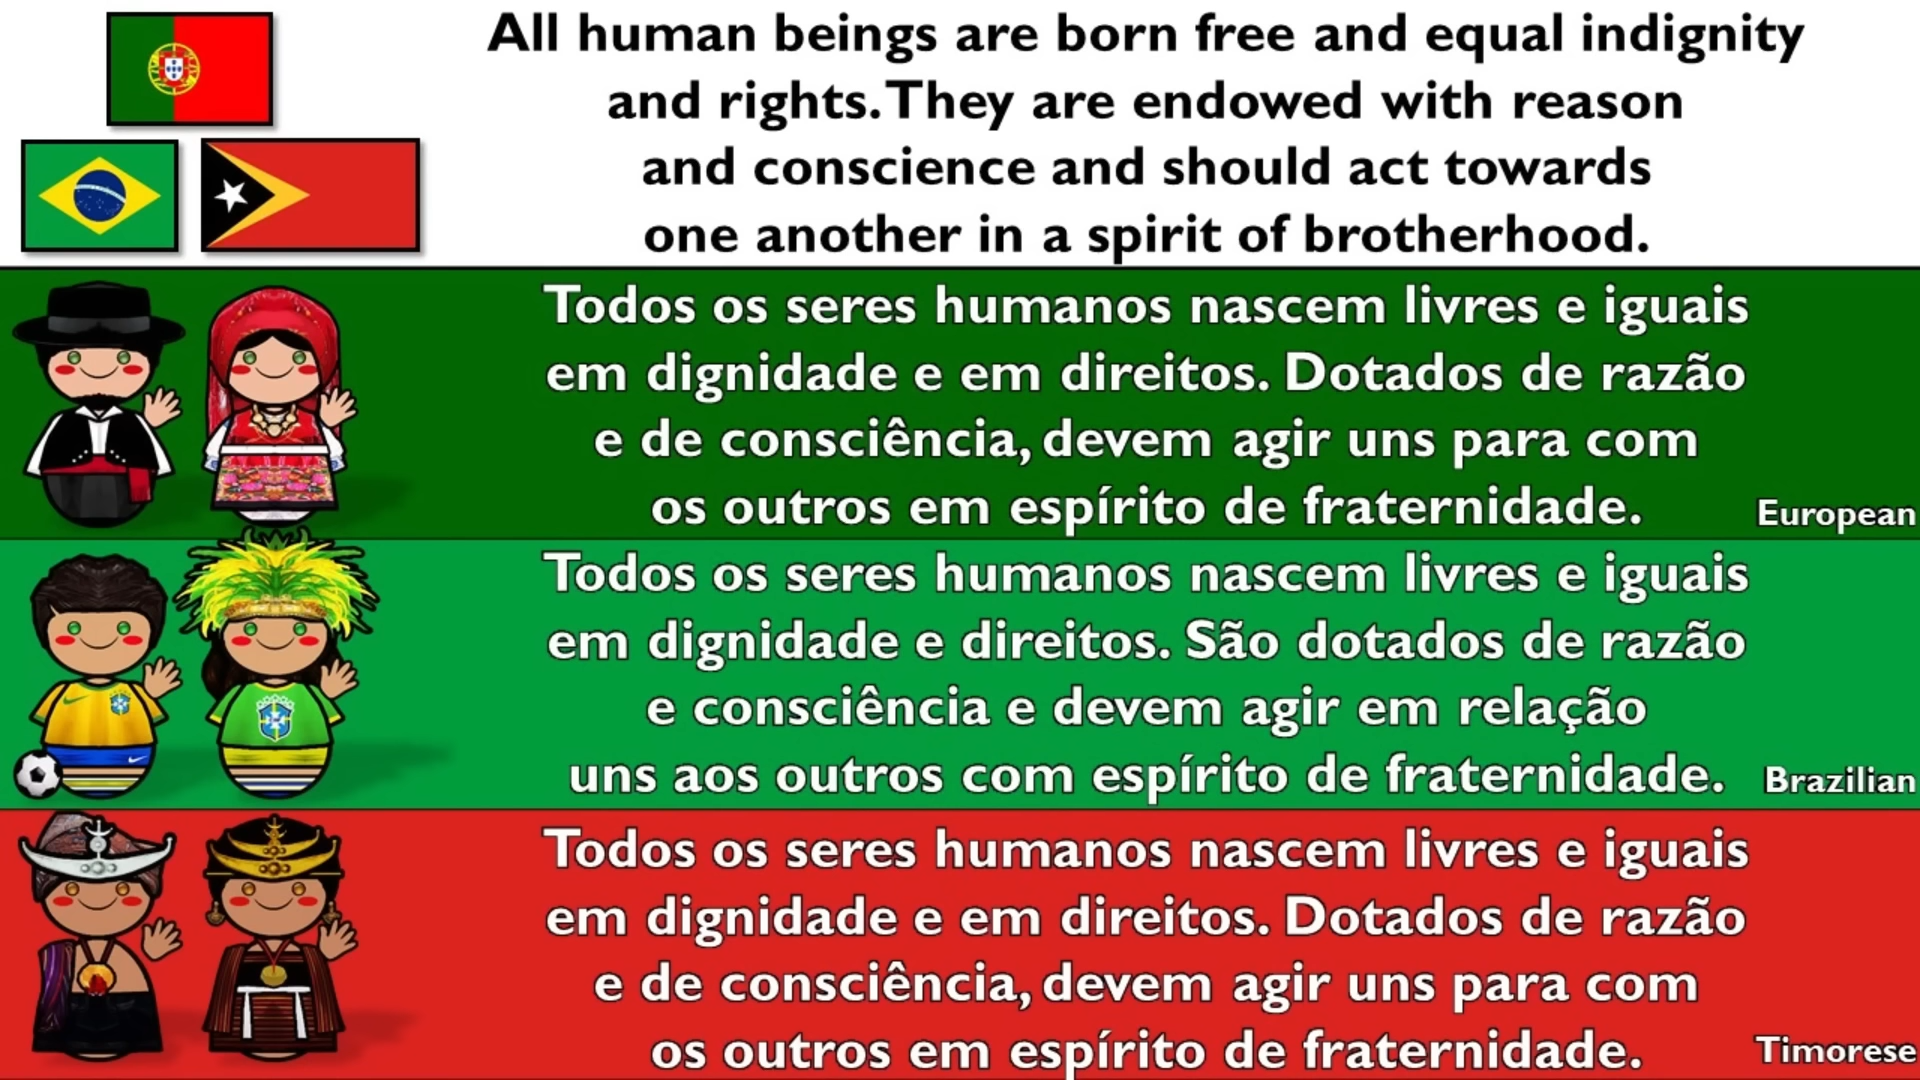 All human beings are born free and equal indignity
and rights. They are endowed with reason
and conscience and should act towards
one another in a spirit of brotherhood.
Todos os seres humanos nascem livres e iguais
em dignidade e em direitos. Dotados de razão
e de consciência, devem agir uns para com
os outros em espírito de fraternidade.
European
Todos os seres humanos nascem livres e iguais
em dignidade e direitos. São dotados de razão
e consciência e devem agir em relação
uns aos outros com espírito de fraternidade.
Brazilian
Todos os seres humanos nascem livres e iguais
em dignidade e em direitos. Dotados de razão
e de consciência, devem agir uns para com
os outros em espírito de fraternidade.
Timorese